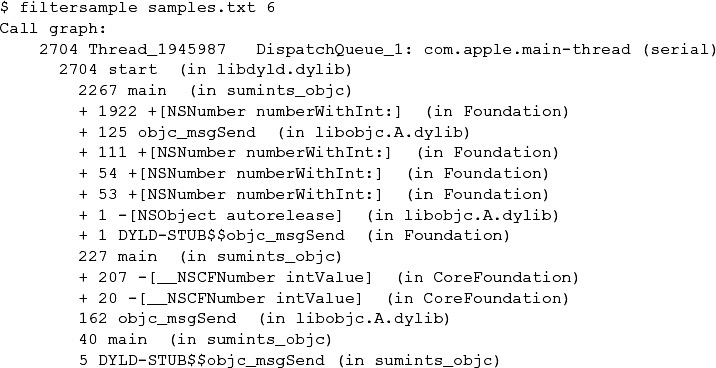 $ filtersample samples.txt 6
Call graph:
    2704 Thread_1945987   DispatchQueue_1: com.apple.main-thread (serial)
      2704 start  (in libdyld.dylib)
        2267 main  (in sumints_objc)
        + 1922 +[NSNumber numberWithInt:]  (in Foundation)
        + 125 objc_msgSend  (in libobjc.A.dylib)
        + 111 +[NSNumber numberWithInt:]  (in Foundation)
        + 54 +[NSNumber numberWithInt:]  (in Foundation)
        + 53 +[NSNumber numberWithInt:]  (in Foundation)
        + 1 -[NSObject autorelease]  (in libobjc.A.dylib)
        + 1 DYLD-STUB$$objc_msgSend  (in Foundation)
        227 main  (in sumints_objc)
        + 207 -[__NSCFNumber intValue]  (in CoreFoundation)
        + 20 -[__NSCFNumber intValue]  (in CoreFoundation)
        162 objc_msgSend  (in libobjc.A.dylib)
        40 main  (in sumints_objc)
        5 DYLD-STUB$$objc_msgSend (in sumints_objc)